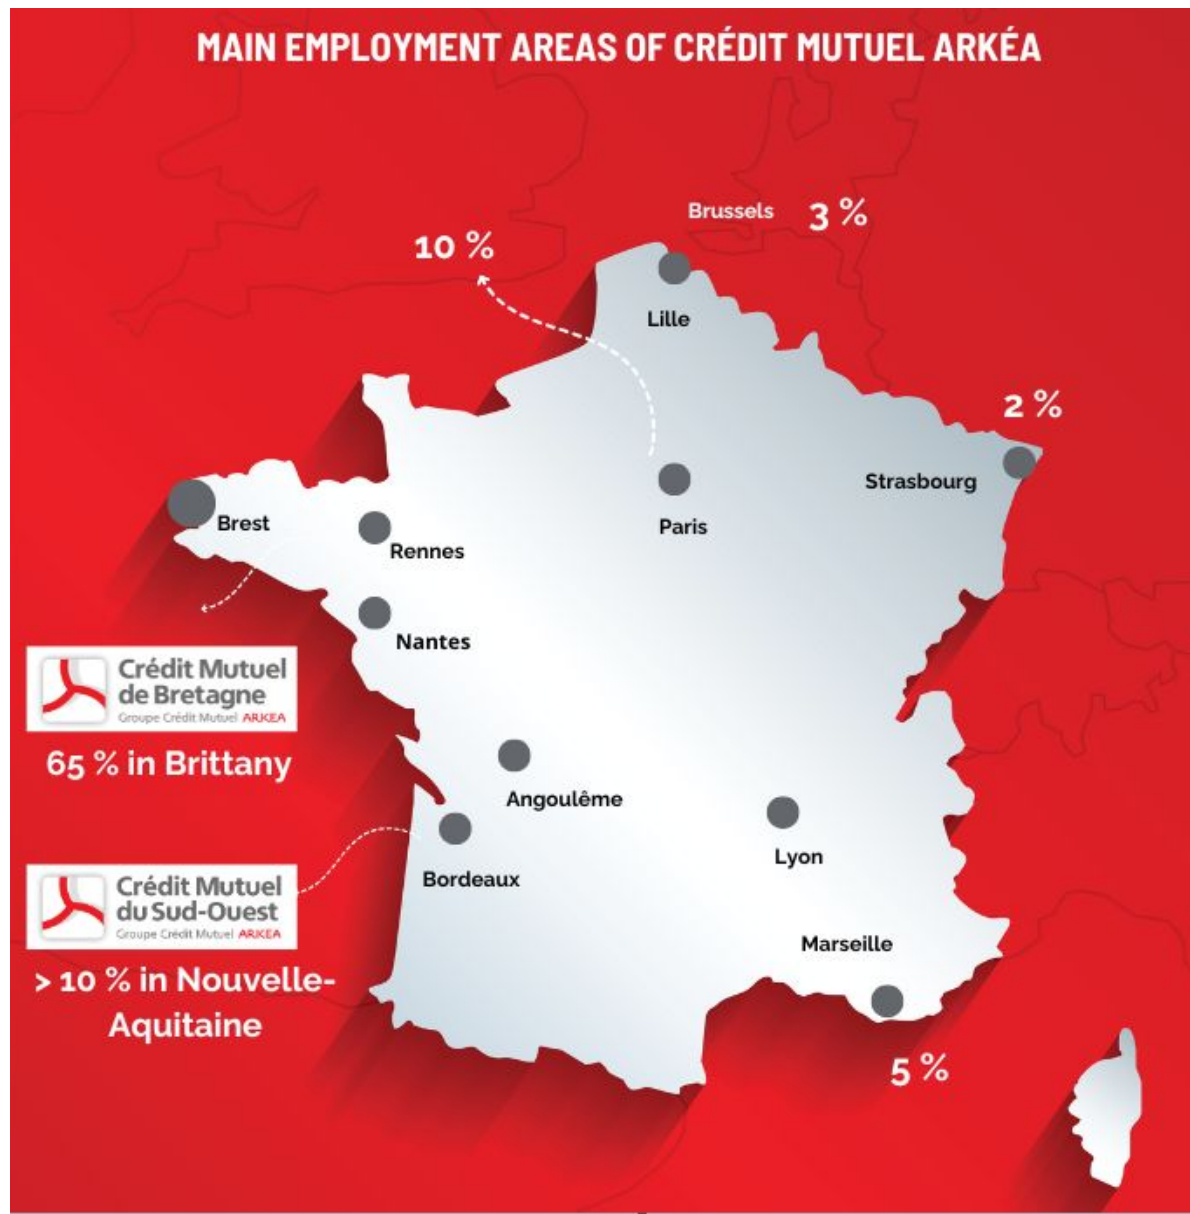 MAIN EMPLOYMENT AREAS OF CRÉDIT MUTUEL ARKÉA
Brussels 3 %
10 %
Lille
2 %
Strasbourg
Paris
Brest
Rennes
Nantes
Crédit Mutuel
de Bretagne
Groupe Crédit Mutuel ARKEA
65 % in Brittany
Angoulême
Lyon
Bordeaux
Crédit Mutuel
du Sud-Ouest
Groupe Crédit Mutuel ARKEA
> 10 % in Nouvelle-
Aquitaine
Marseille
5 %